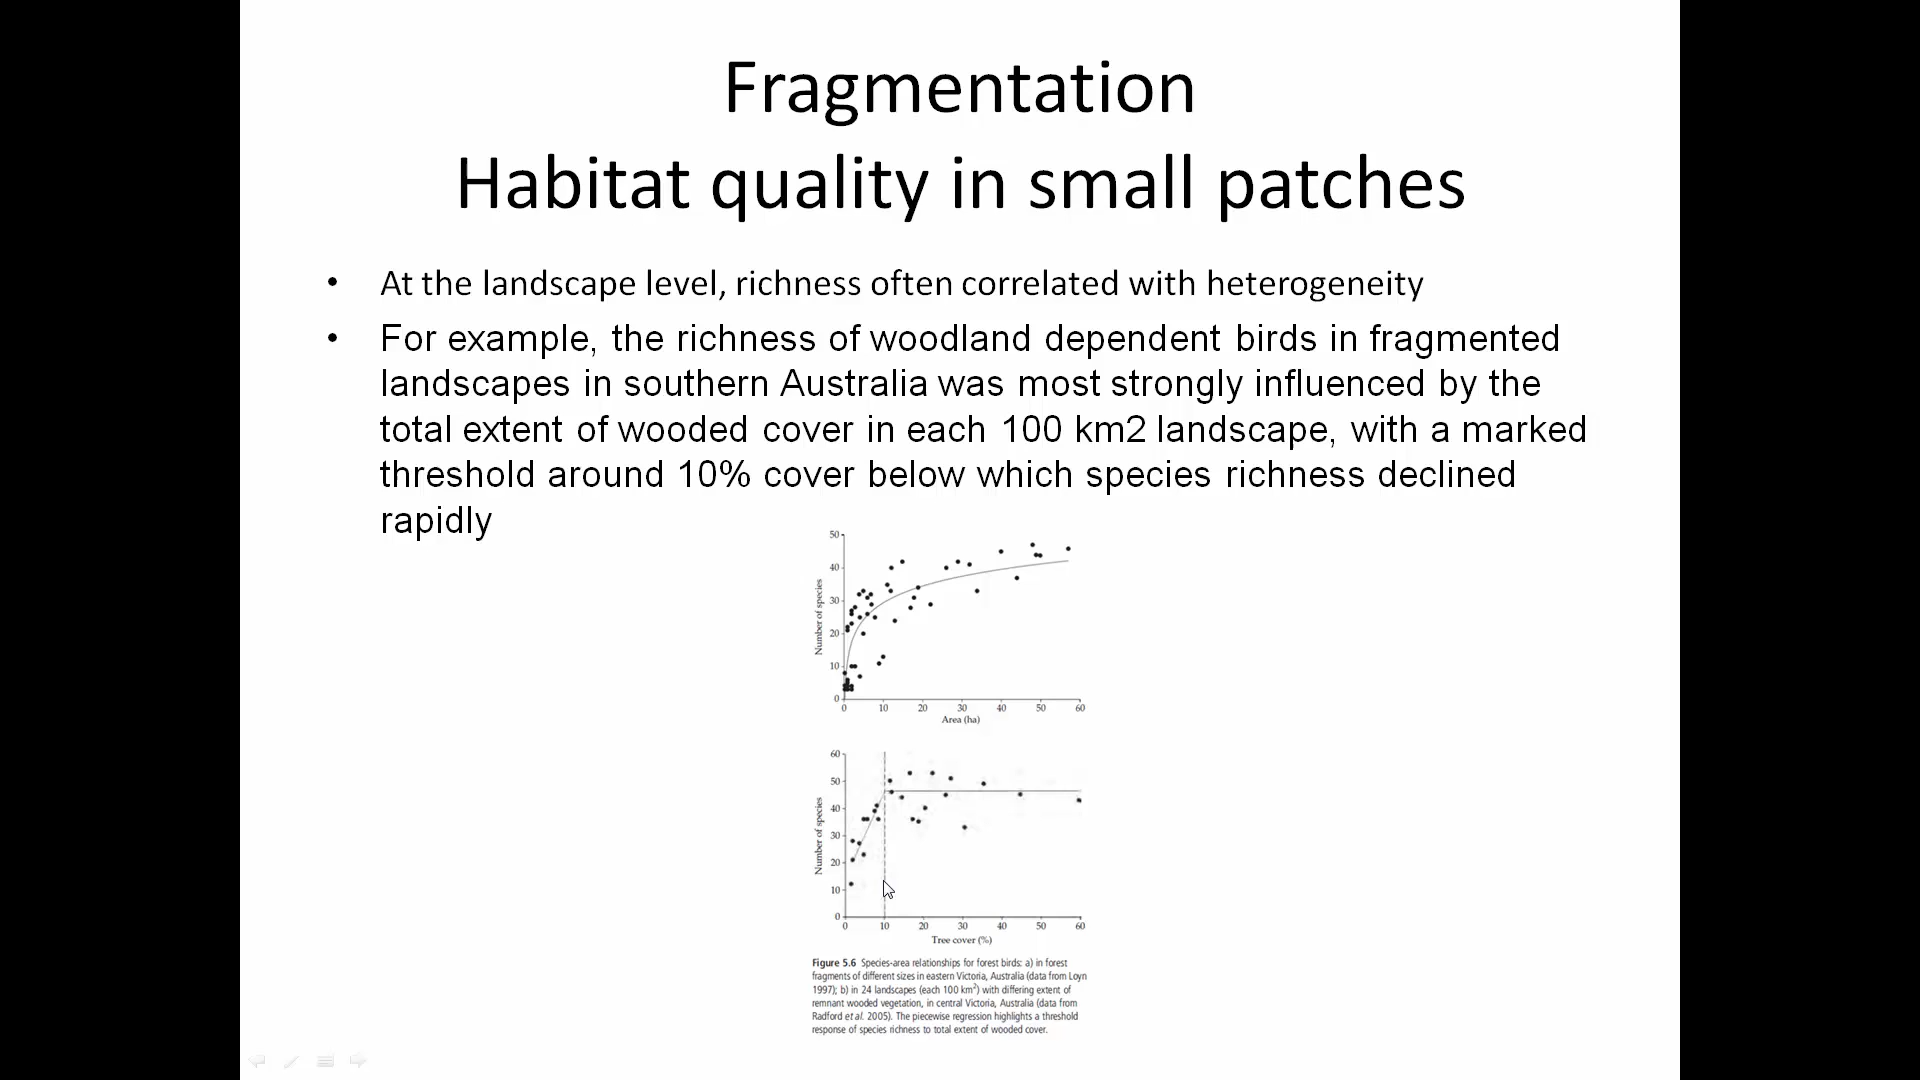 Fragmentation
Habitat quality in small patches
• At the landscape level, richness often correlated with heterogeneity
• For example, the richness of woodland dependent birds in fragmented
landscapes in southern Australia was most strongly influenced by the
total extent of wooded cover in each 100 km2 landscape, with a marked
threshold around 10% cover below which species richness declined
rapidly
50
40
30
20
10
0
Number of species
0 10 20 30 40 50 60
Area (ha)
60
50
40
30
20
10
0
Number of species
0 10 20 30 40 50 60
Tree cover (%)
Figure 5.6 Species-area relationships for forest birds: a) in forest
fragments of different sizes in eastern Victoria, Australia (data from Loyn
1997); b) in 24 landscapes (each 100 km²) with differing extent of
remnant wooded vegetation, in central Victoria, Australia (data from
Radford et al. 2005). The piecewise regression highlights a threshold
response of species richness to total extent of wooded cover.